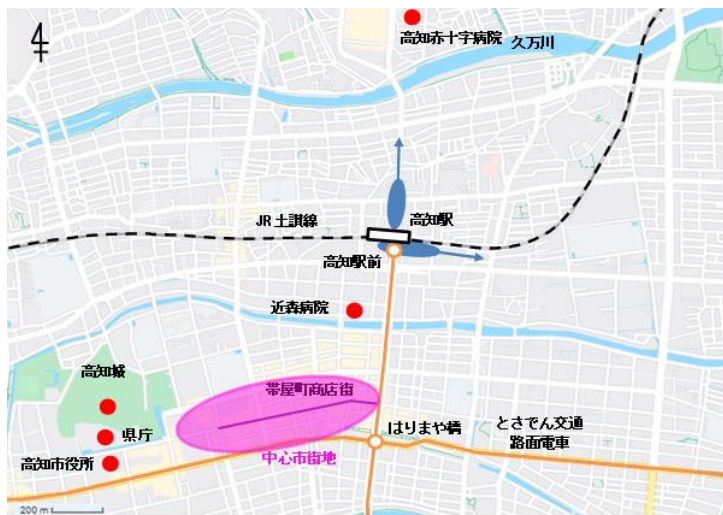 高知赤十字病院
久万川
JR土讃線
高知駅
高知駅前
近森病院
高知城
帯屋町商店街
県庁
はりまや橋
とさでん交通
路面電車
高知市役所
中心市街地
200 m